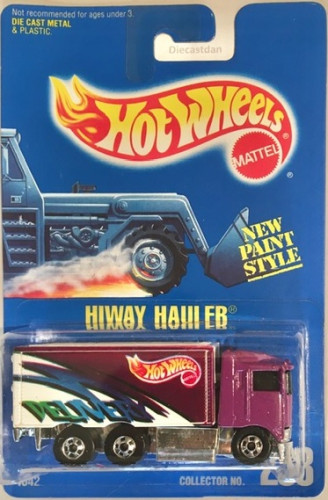 Not recommended for ages under 3.
DIE CAST METAL
& PLASTIC.
Diecastdan
HOT WHEELS
MATTEL
®
NEW
PAINT
STYLE
HIWAY HAULER®
HOT WHEELS
DELIVERY
COLLECTOR NO.